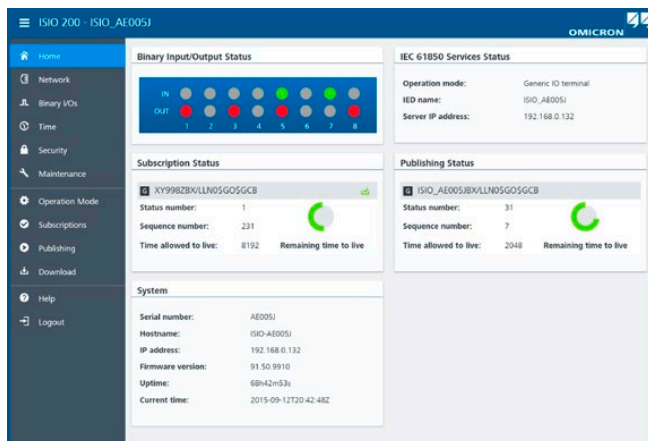 ISIO 200 - ISIO_AE005J
OMICRON
Home
Network
Binary I/Os
Time
Security
Maintenance
Operation Mode
Subscriptions
Publishing
Download
Help
Logout
Binary Input/Output Status
IN
OUT
1 2 3 4 5 6 7 8
IEC 61850 Services Status
Operation mode: Generic IO terminal
IED name: ISIO_AE005J
Server IP address: 192.168.0.132
Subscription Status
G XY998ZBX/LLN0$GO$GCB
Status number: 1
Sequence number: 231
Time allowed to live: 8192 Remaining time to live
Publishing Status
G ISIO_AE005JBX/LLN0$GO$GCB
Status number: 31
Sequence number: 7
Time allowed to live: 2048 Remaining time to live
System
Serial number: AE005J
Hostname: ISIO-AE005J
IP address: 192.168.0.132
Firmware version: 91.50.9910
Uptime: 68h42m53s
Current time: 2015-09-12T20:42:48Z